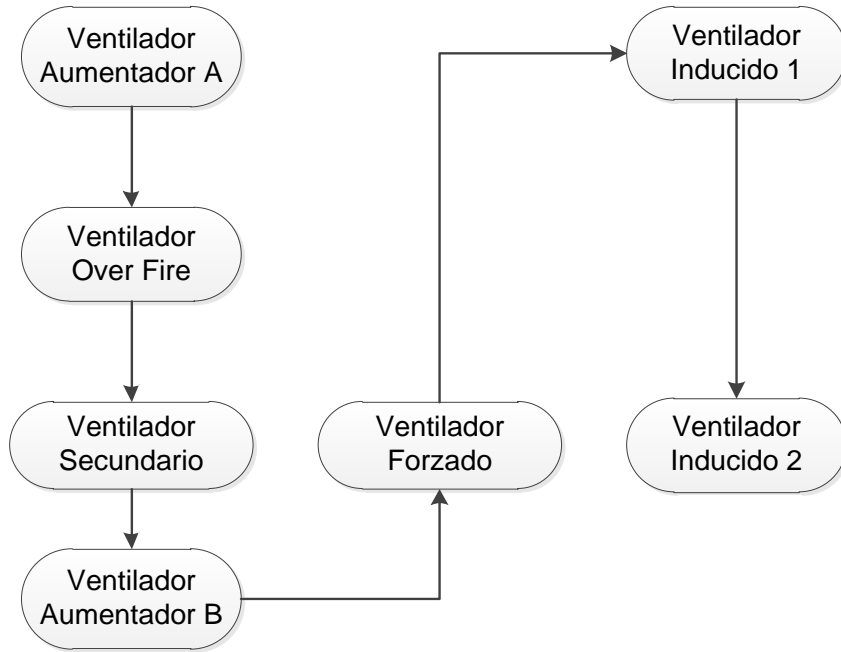 Ventilador
Aumentador A
Ventilador
Over Fire
Ventilador
Secundario
Ventilador
Aumentador B
Ventilador
Forzado
Ventilador
Inducido 1
Ventilador
Inducido 2